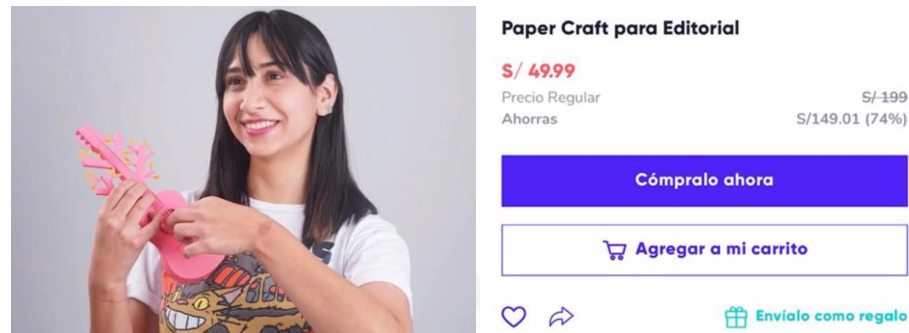 Paper Craft para Editorial
S/ 49.99
Precio Regular S/ 199
Ahorras S/149.01 (74%)
Cómpralo ahora
Agregar a mi carrito
Envíalo como regalo